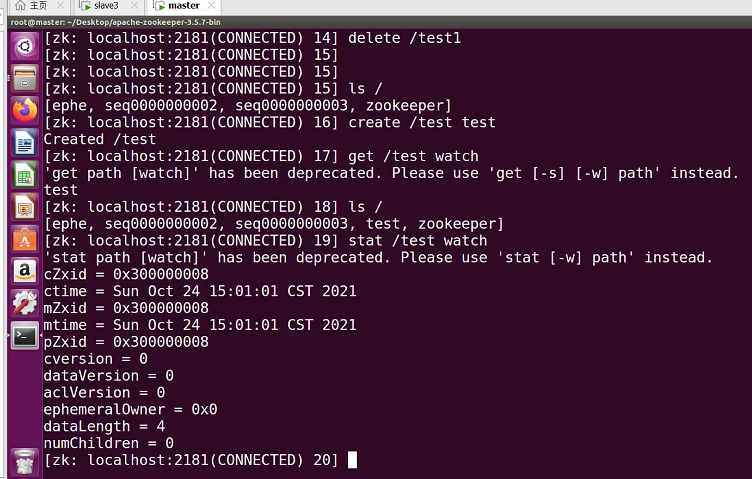 主页 slave3 master
root@master: ~/Desktop/apache-zookeeper-3.5.7-bin
[zk: localhost:2181(CONNECTED) 14] delete /test1
[zk: localhost:2181(CONNECTED) 15]
[zk: localhost:2181(CONNECTED) 15]
[zk: localhost:2181(CONNECTED) 15] ls /
[ephe, seq0000000002, seq0000000003, zookeeper]
[zk: localhost:2181(CONNECTED) 16] create /test test
Created /test
[zk: localhost:2181(CONNECTED) 17] get /test watch
'get path [watch]' has been deprecated. Please use 'get [-s] [-w] path' instead.
test
[zk: localhost:2181(CONNECTED) 18] ls /
[ephe, seq0000000002, seq0000000003, test, zookeeper]
[zk: localhost:2181(CONNECTED) 19] stat /test watch
'stat path [watch]' has been deprecated. Please use 'stat [-w] path' instead.
cZxid = 0x300000008
ctime = Sun Oct 24 15:01:01 CST 2021
mZxid = 0x300000008
mtime = Sun Oct 24 15:01:01 CST 2021
pZxid = 0x300000008
cversion = 0
dataVersion = 0
aclVersion = 0
ephemeralOwner = 0x0
dataLength = 4
numChildren = 0
[zk: localhost:2181(CONNECTED) 20]